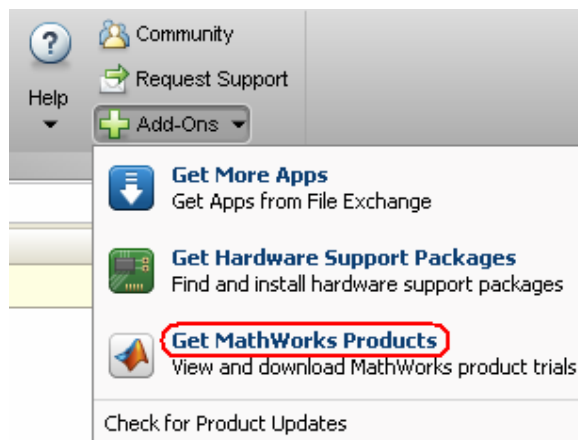 Community
Request Support
Help
Add-Ons
Get More Apps
Get Apps from File Exchange
Get Hardware Support Packages
Find and install hardware support packages
Get MathWorks Products
View and download MathWorks product trials
Check for Product Updates